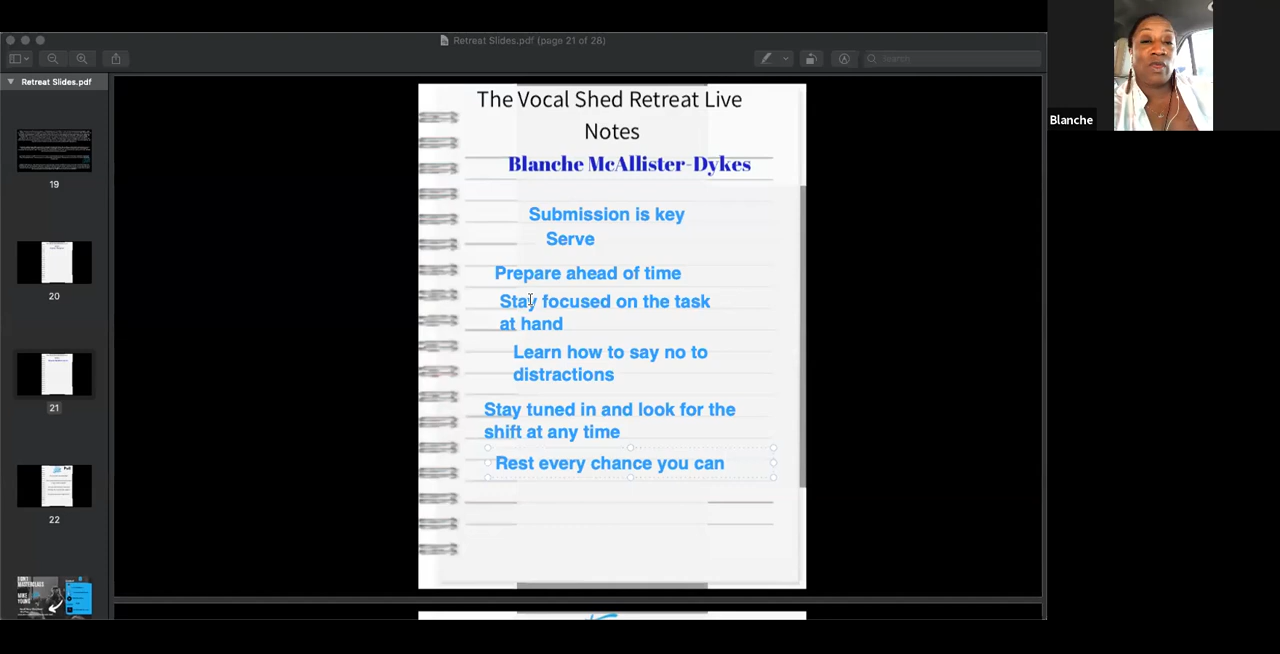 Retreat Slides.pdf (page 21 of 28)
Search
Retreat Slides.pdf
19
20
21
22
The Vocal Shed Retreat Live
Notes
Blanche McAllister-Dykes
Submission is key
Serve
Prepare ahead of time
Stay focused on the task
at hand
Learn how to say no to
distractions
Stay tuned in and look for the
shift at any time
Rest every chance you can
Blanche